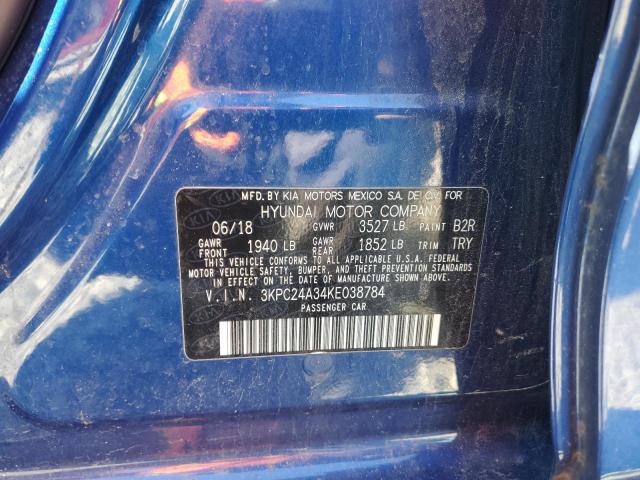 MFD. BY KIA MOTORS MEXICO S.A. DE C.V. FOR
HYUNDAI MOTOR COMPANY
06/18 GVWR 3527 LB PAINT B2R
GAWR FRONT 1940 LB GAWR REAR 1852 LB TRIM TRY
THIS VEHICLE CONFORMS TO ALL APPLICABLE U.S.A. FEDERAL
MOTOR VEHICLE SAFETY, BUMPER, AND THEFT PREVENTION STANDARDS
IN EFFECT ON THE DATE OF MANUFACTURE SHOWN ABOVE.
V.I.N. 3KPC24A34KE038784
PASSENGER CAR